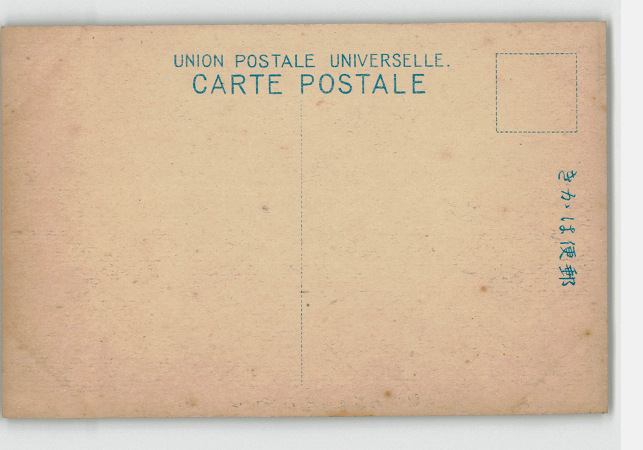 UNION POSTALE UNIVERSELLE.
CARTE POSTALE
きかは便郵